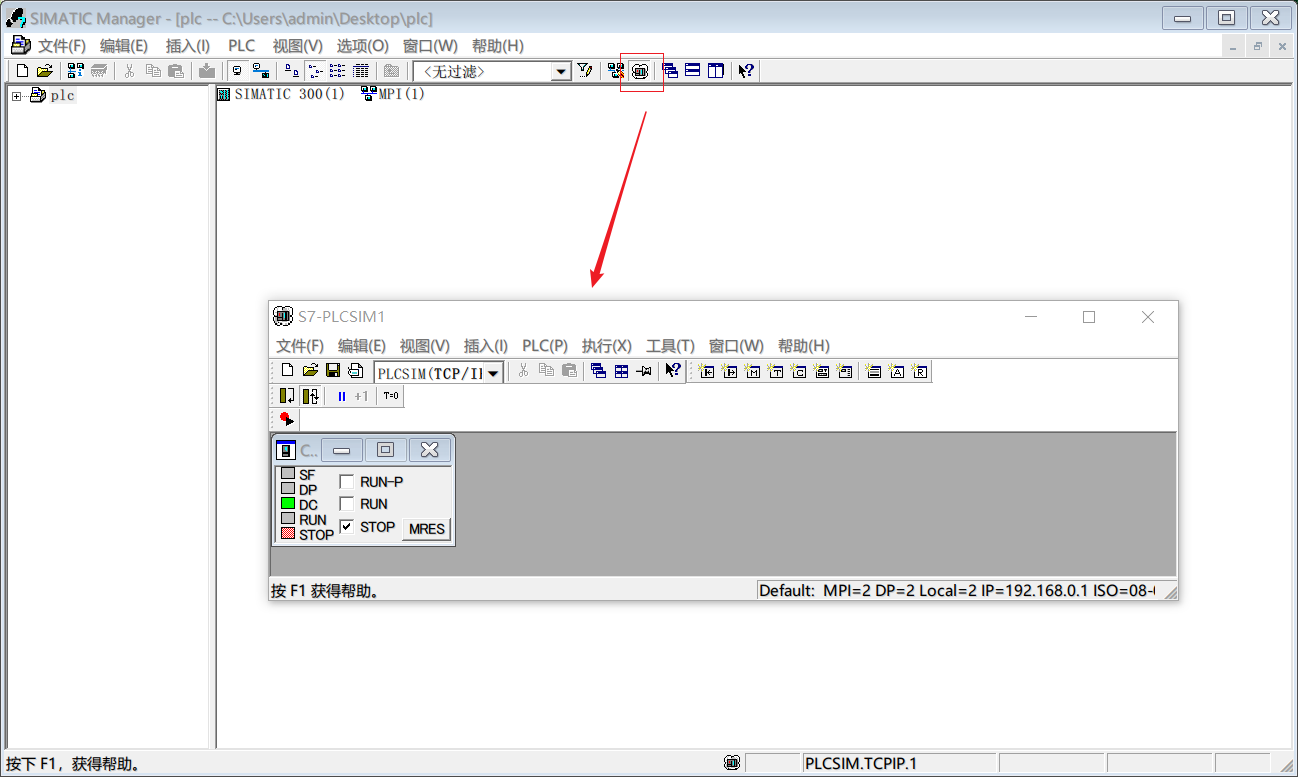 SIMATIC Manager - [plc -- C:\Users\admin\Desktop\plc]
文件(F) 编辑(E) 插入(I) PLC 视图(V) 选项(O) 窗口(W) 帮助(H)
<无过滤>
plc
SIMATIC 300(1) MPI(1)
S7-PLCSIM1
文件(F) 编辑(E) 视图(V) 插入(I) PLC(P) 执行(X) 工具(T) 窗口(W) 帮助(H)
PLCSIM(TCP/II
+1 T=0
C..
SF
DP
DC
RUN
STOP
RUN-P
RUN
STOP MRES
按 F1 获得帮助。
Default: MPI=2 DP=2 Local=2 IP=192.168.0.1 ISO=08-
按下 F1，获得帮助。
PLCSIM.TCPIP.1